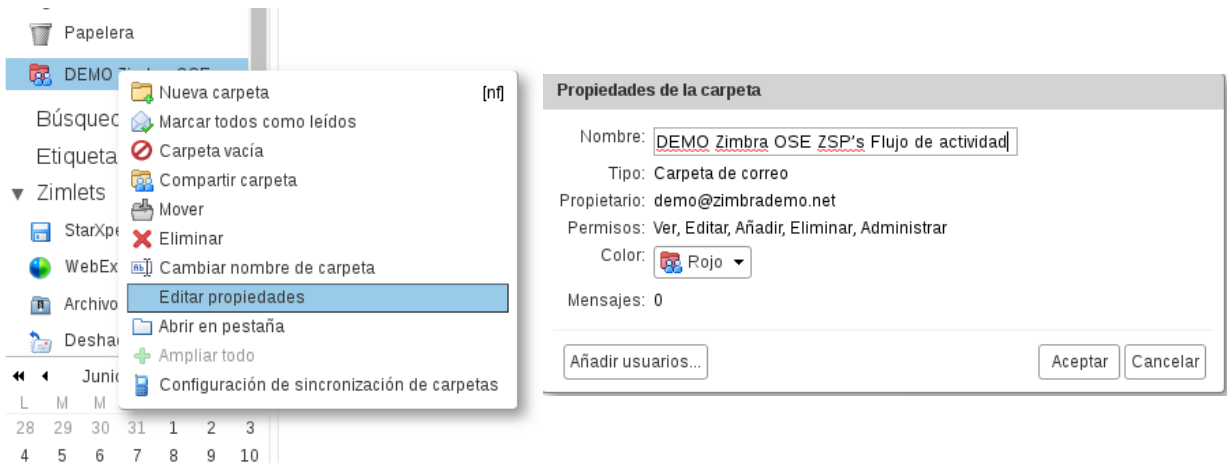 Papelera
DEMO
Nueva carpeta [nf]
Marcar todos como leídos
Carpeta vacía
Compartir carpeta
Mover
Eliminar
Cambiar nombre de carpeta
Editar propiedades
Abrir en pestaña
Ampliar todo
Configuración de sincronización de carpetas
Búsqued
Etiqueta
Zimlets
StarXpe
WebEx
Archivo
Desha
Junio
L M M
28 29 30 31 1 2 3
4 5 6 7 8 9 10
Propiedades de la carpeta
Nombre: DEMO Zimbra OSE ZSP's Flujo de actividad
Tipo: Carpeta de correo
Propietario: demo@zimbrademo.net
Permisos: Ver, Editar, Añadir, Eliminar, Administrar
Color: Rojo
Mensajes: 0
Añadir usuarios... Aceptar Cancelar